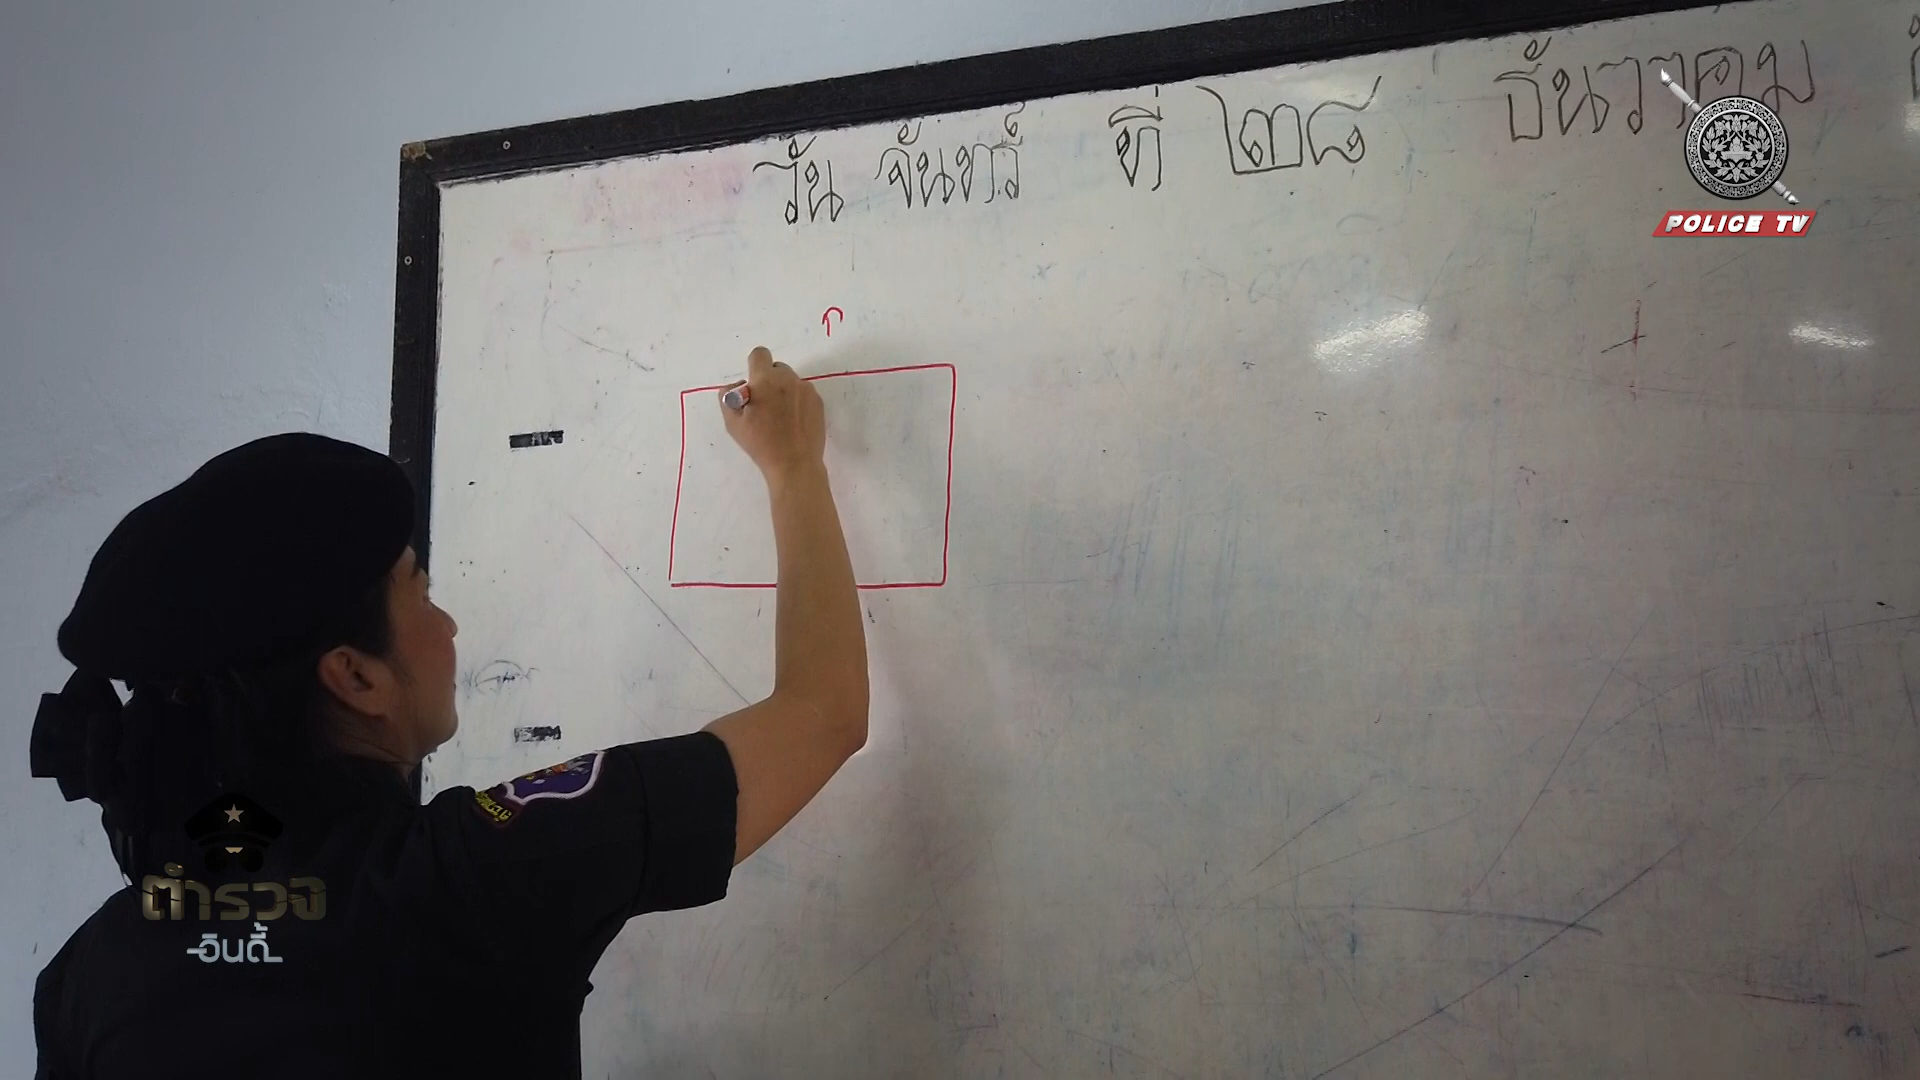 วัน จันทร์ ที่ ๒๘ ธันวาคม
POLICE TV
ก
ตำรวจ
อินดี้